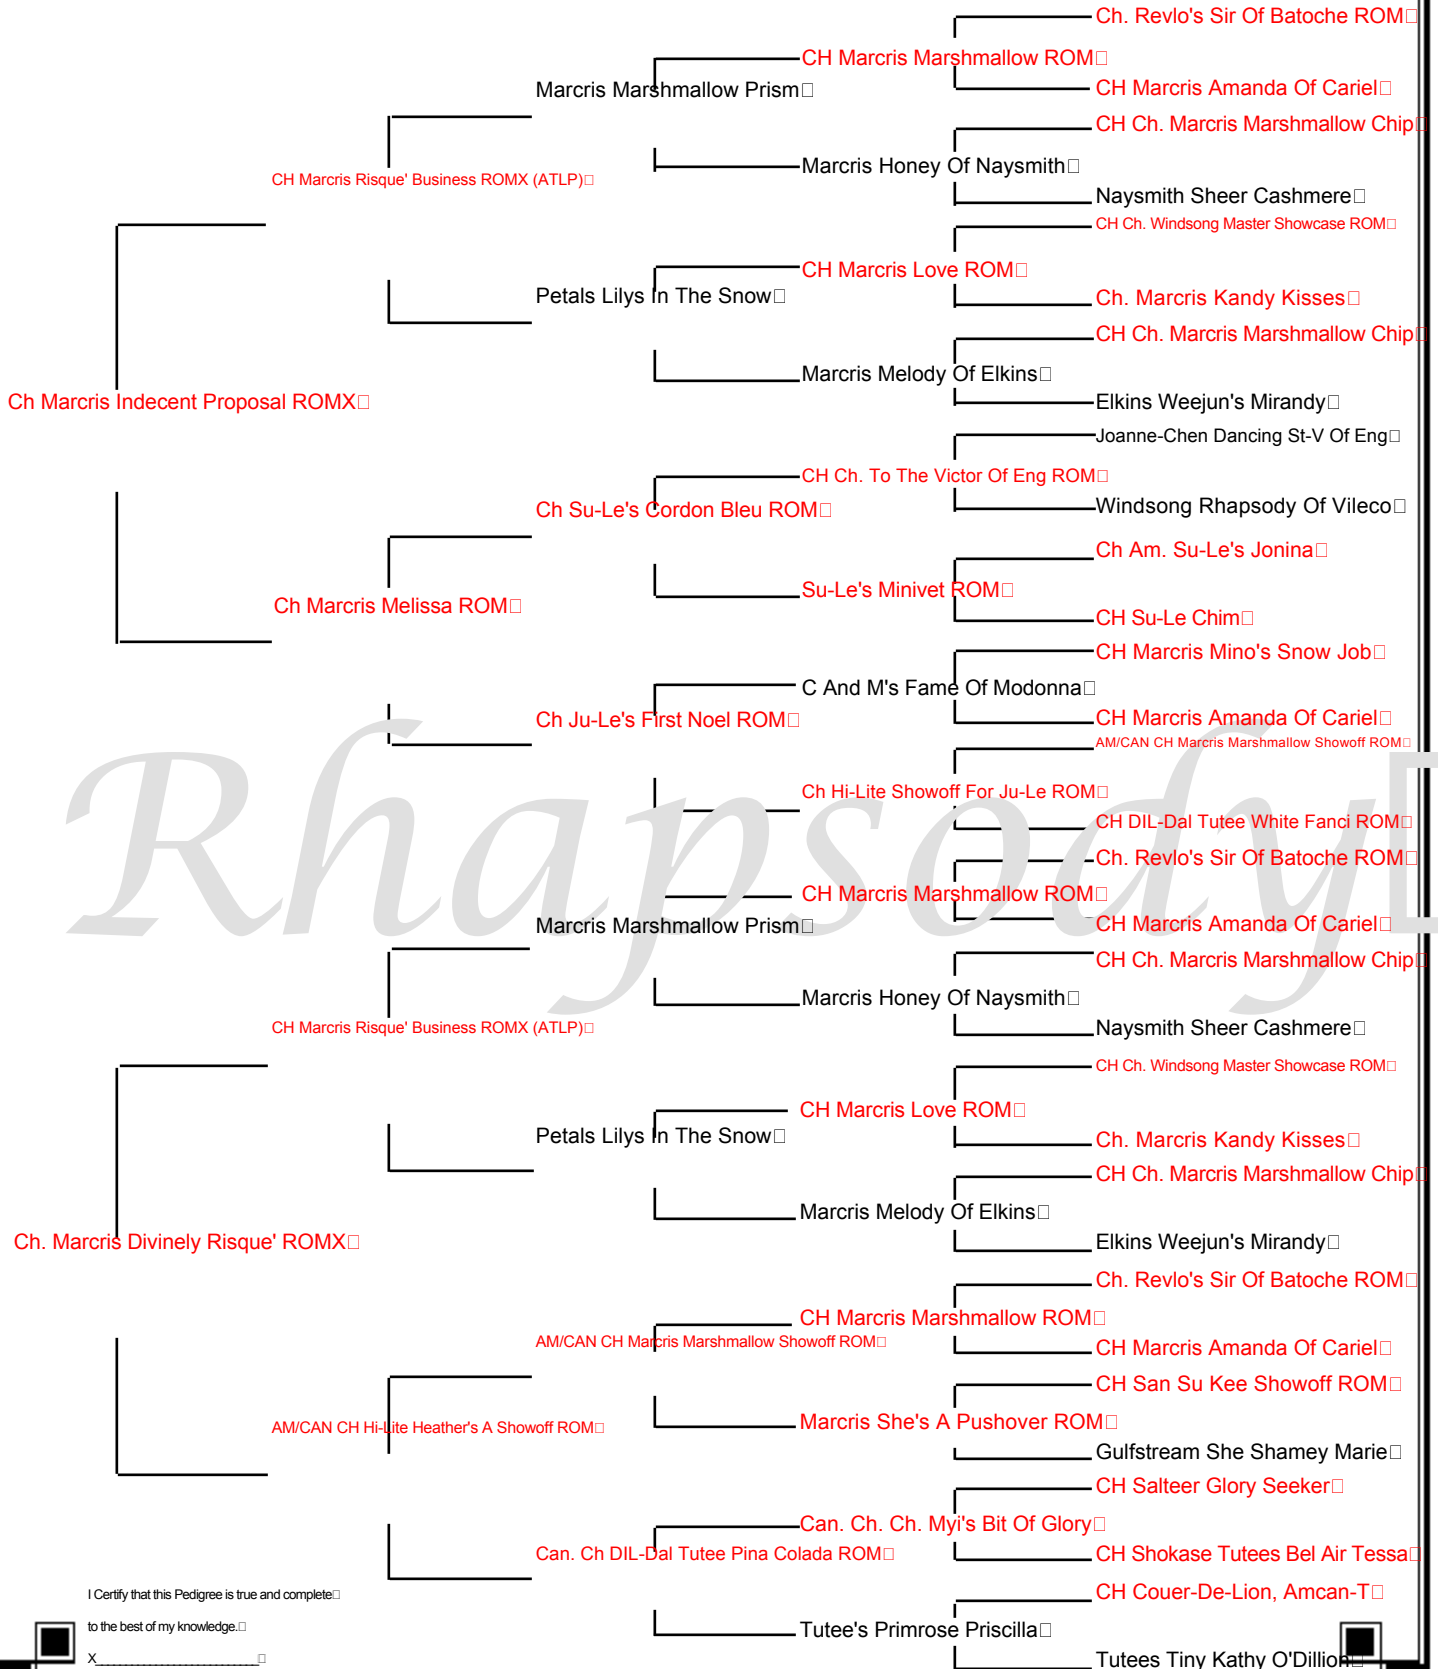 Ch. Revlo's Sir Of Batoche ROM
CH Marcris Marshmallow ROM
Marcris Marshmallow Prism
CH Marcris Amanda Of Cariel
CH Ch. Marcris Marshmallow Chip
CH Marcris Risque' Business ROMX (ATLP)
Marcris Honey Of Naysmith
Naysmith Sheer Cashmere
CH Ch. Windsong Master Showcase ROM
CH Marcris Love ROM
Petals Lilys In The Snow
Ch. Marcris Kandy Kisses
CH Ch. Marcris Marshmallow Chip
Marcris Melody Of Elkins
Ch Marcris Indecent Proposal ROMX
Elkins Weejun's Mirandy
Joanne-Chen Dancing St-V Of Eng
CH Ch. To The Victor Of Eng ROM
Ch Su-Le's Cordon Bleu ROM
Windsong Rhapsody Of Vileco
Ch Am. Su-Le's Jonina
Su-Le's Minivet ROM
Ch Marcris Melissa ROM
CH Su-Le Chim
CH Marcris Mino's Snow Job
C And M's Fame Of Modonna
Ch Ju-Le's First Noel ROM
CH Marcris Amanda Of Cariel
AM/CAN CH Marcris Marshmallow Showoff ROM
Ch Hi-Lite Showoff For Ju-Le ROM
CH DIL-Dal Tutee White Fanci ROM
Rhapsody
Ch. Revlo's Sir Of Batoche ROM
CH Marcris Marshmallow ROM
Marcris Marshmallow Prism
CH Marcris Amanda Of Cariel
CH Ch. Marcris Marshmallow Chip
Marcris Honey Of Naysmith
CH Marcris Risque' Business ROMX (ATLP)
Naysmith Sheer Cashmere
CH Ch. Windsong Master Showcase ROM
CH Marcris Love ROM
Petals Lilys In The Snow
Ch. Marcris Kandy Kisses
CH Ch. Marcris Marshmallow Chip
Marcris Melody Of Elkins
Ch. Marcris Divinely Risque' ROMX
Elkins Weejun's Mirandy
Ch. Revlo's Sir Of Batoche ROM
CH Marcris Marshmallow ROM
AM/CAN CH Marcris Marshmallow Showoff ROM
CH Marcris Amanda Of Cariel
CH San Su Kee Showoff ROM
Marcris She's A Pushover ROM
AM/CAN CH Hi-Lite Heather's A Showoff ROM
Gulfstream She Shamey Marie
CH Salteer Glory Seeker
Can. Ch. Ch. Myi's Bit Of Glory
Can. Ch DIL-Dal Tutee Pina Colada ROM
CH Shokase Tutees Bel Air Tessa
CH Couer-De-Lion, Amcan-T
Tutee's Primrose Priscilla
Tutees Tiny Kathy O'Dillion
I Certify that this Pedigree is true and complete
to the best of my knowledge.
X__________________________